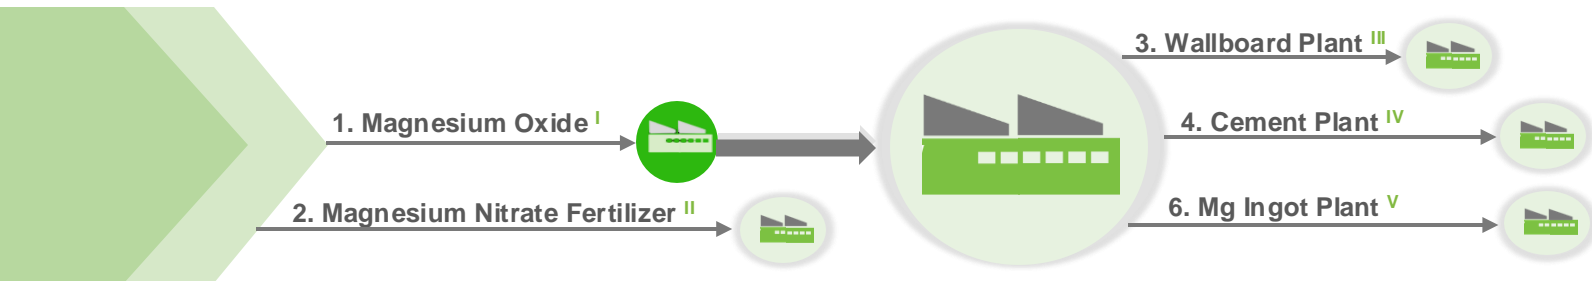 1. Magnesium Oxide I
2. Magnesium Nitrate Fertilizer II
3. Wallboard Plant III
4. Cement Plant IV
6. Mg Ingot Plant V